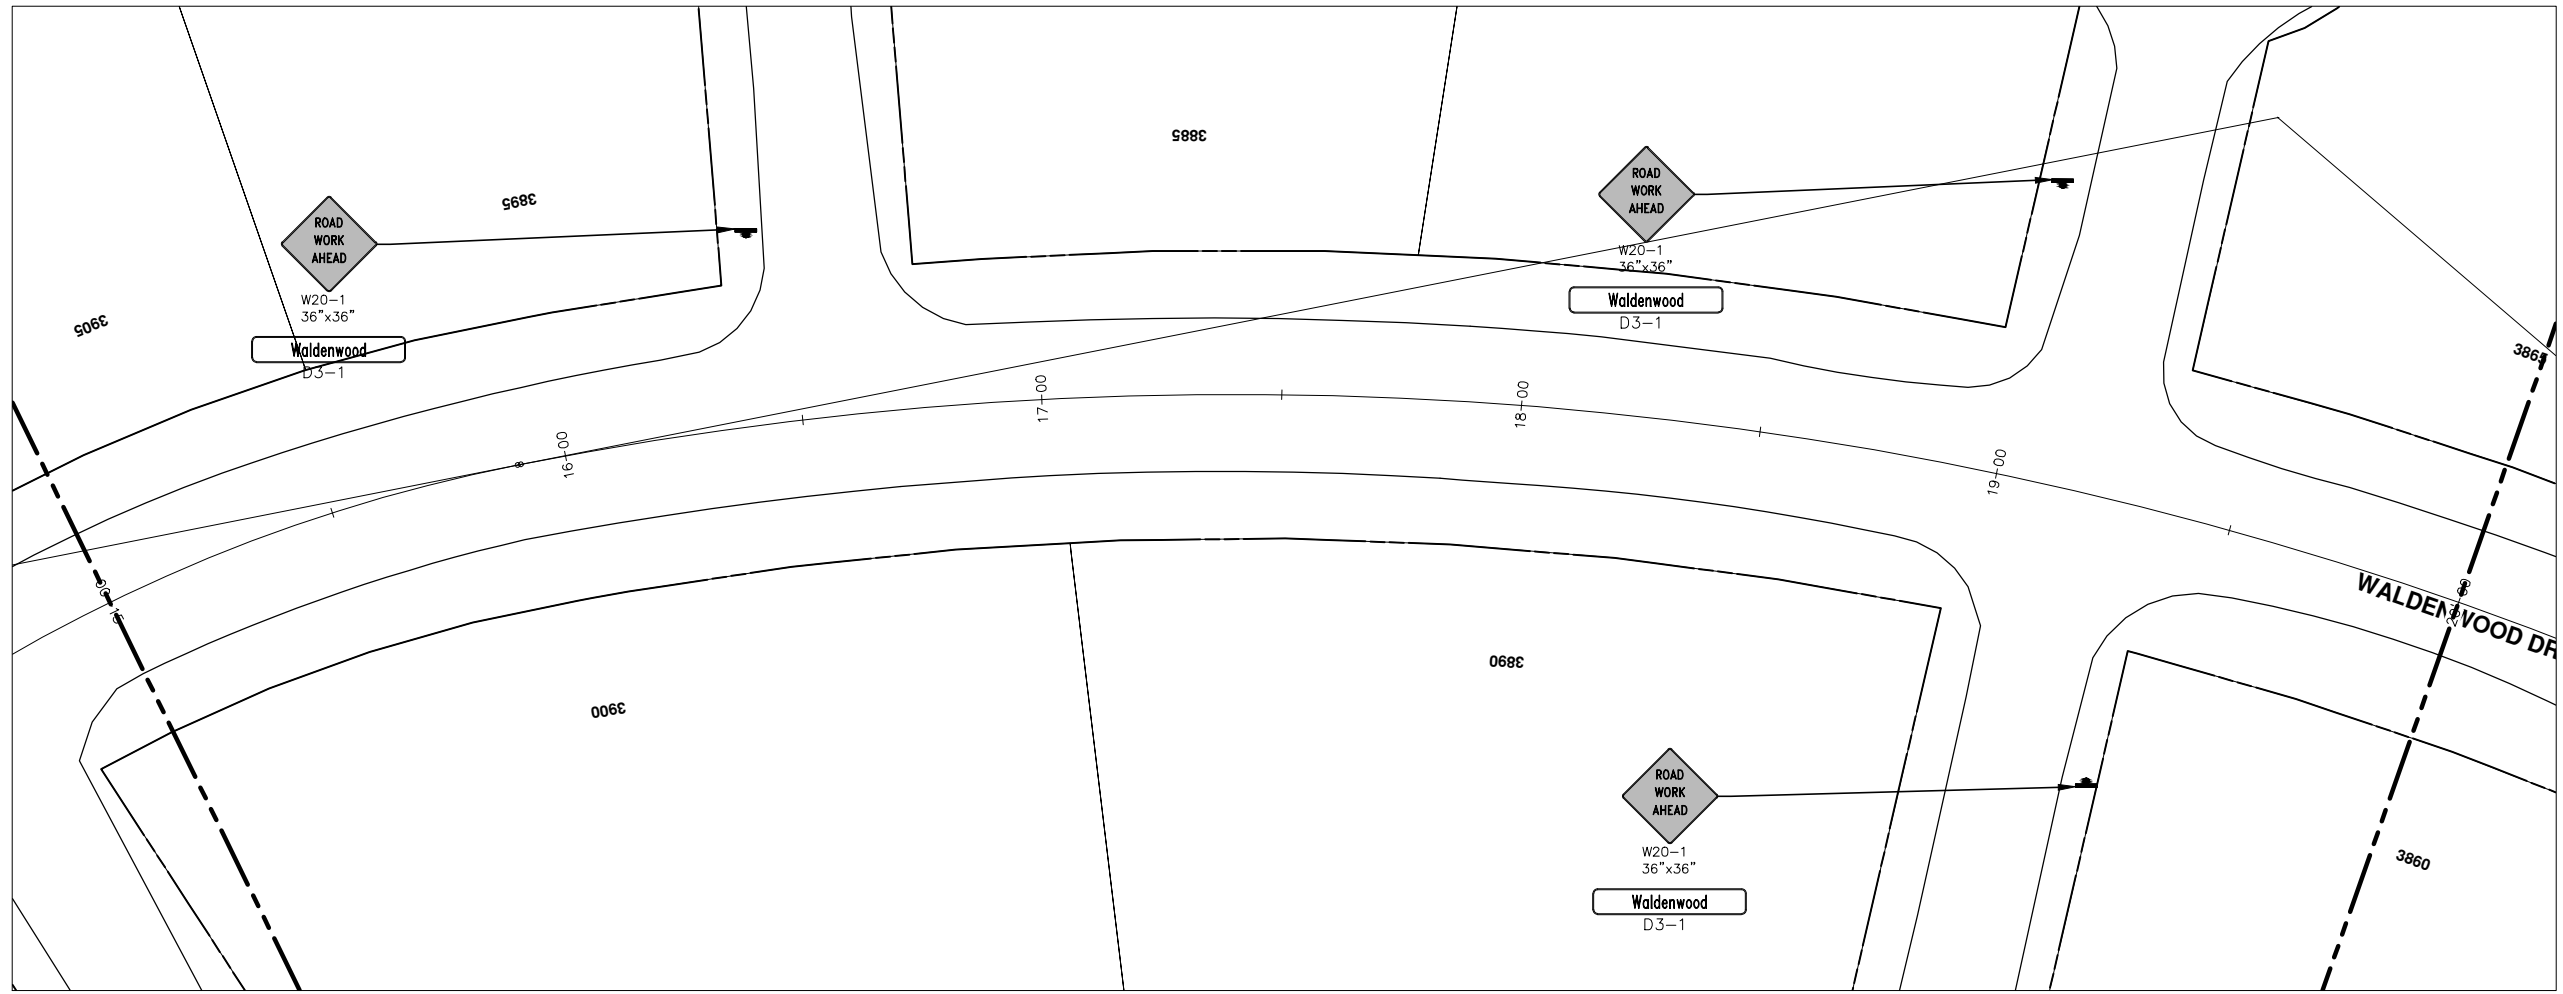 3885
ROAD
WORK
AHEAD
W20-1
36"x36"
Waldenwood
D3-1
3895
ROAD
WORK
AHEAD
W20-1
36"x36"
Waldenwood
D3-1
3905
3865
16-00
17-00
18-00
19-00
WALDENWOOD DR
3900
3890
ROAD
WORK
AHEAD
W20-1
36"x36"
Waldenwood
D3-1
3860